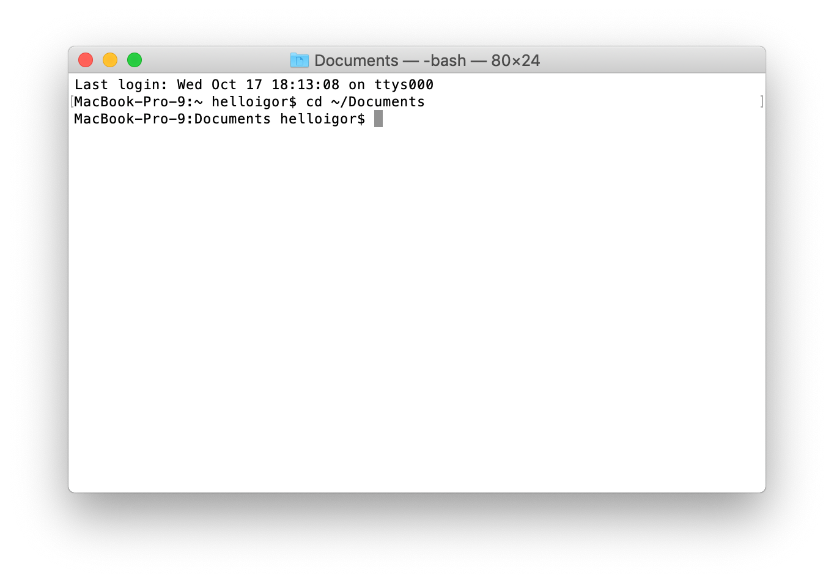 Documents — -bash — 80×24
Last login: Wed Oct 17 18:13:08 on ttys000
[MacBook-Pro-9:~ helloigor$ cd ~/Documents ]
MacBook-Pro-9:Documents helloigor$